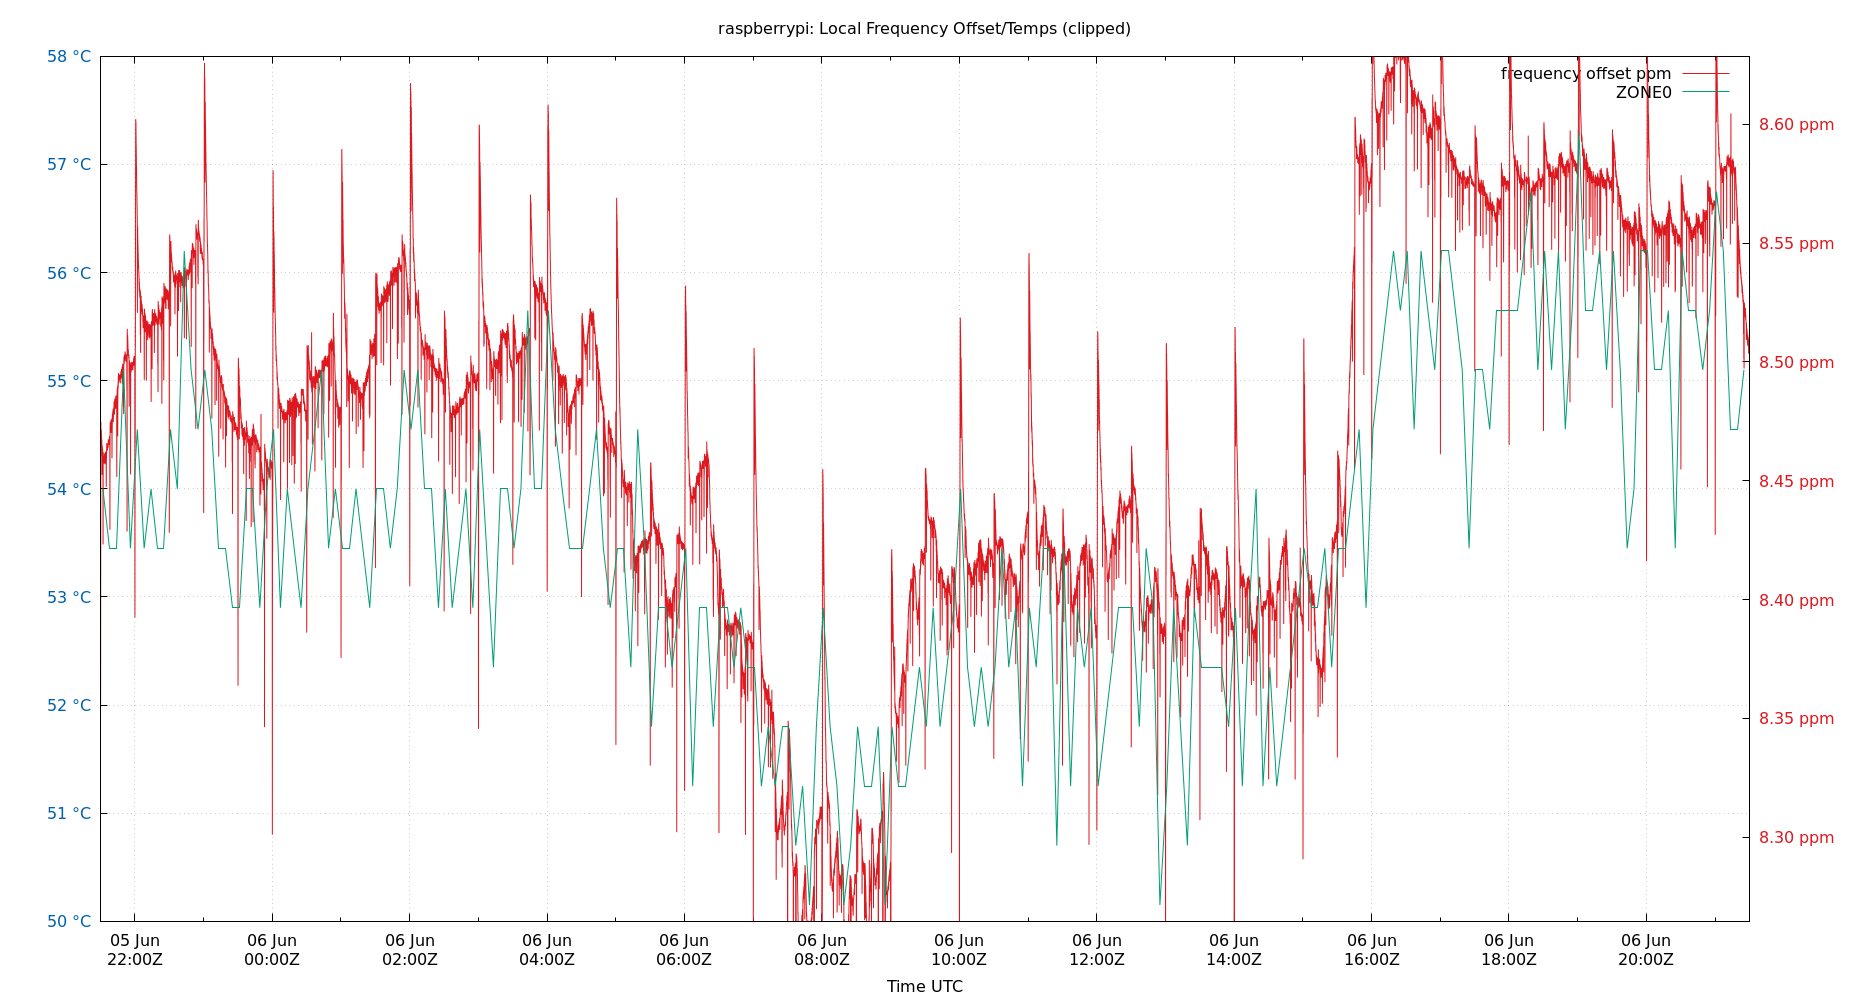 raspberrypi: Local Frequency Offset/Temps (clipped)
58 °C
57 °C
56 °C
55 °C
54 °C
53 °C
52 °C
51 °C
50 °C
frequency offset ppm
ZONE0
8.60 ppm
8.55 ppm
8.50 ppm
8.45 ppm
8.40 ppm
8.35 ppm
8.30 ppm
05 Jun
22:00Z
06 Jun
00:00Z
06 Jun
02:00Z
06 Jun
04:00Z
06 Jun
06:00Z
06 Jun
08:00Z
06 Jun
10:00Z
06 Jun
12:00Z
06 Jun
14:00Z
06 Jun
16:00Z
06 Jun
18:00Z
06 Jun
20:00Z
Time UTC